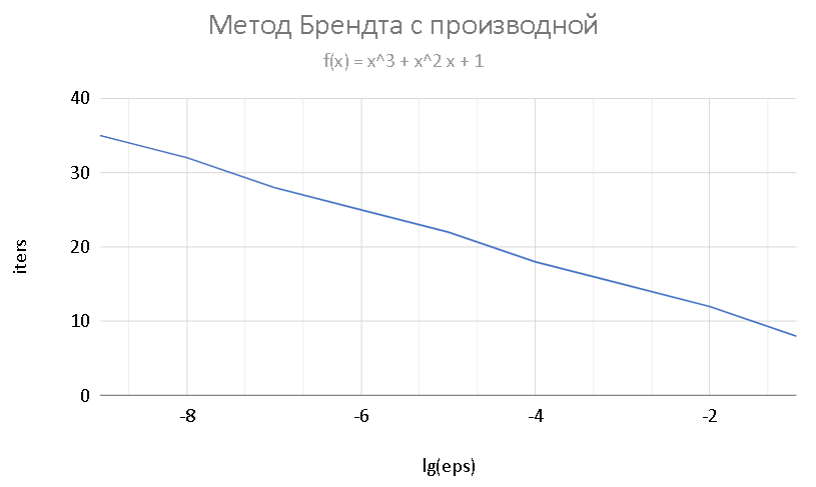 Метод Брендта с производной
f(x) = x^3 + x^2 x + 1
40
30
20
10
0
iters
-8 -6 -4 -2
lg(eps)